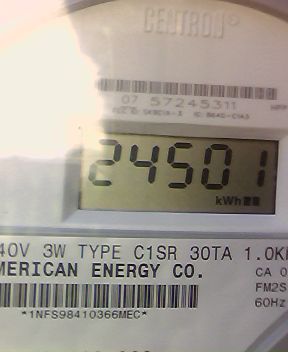 CENTRON®
07 57245311
24501
kWh
40V 3W TYPE C1SR 30TA 1.0K
MERICAN ENERGY CO.
CA 0
FM2S
60Hz
*1NFS98410366MEC*